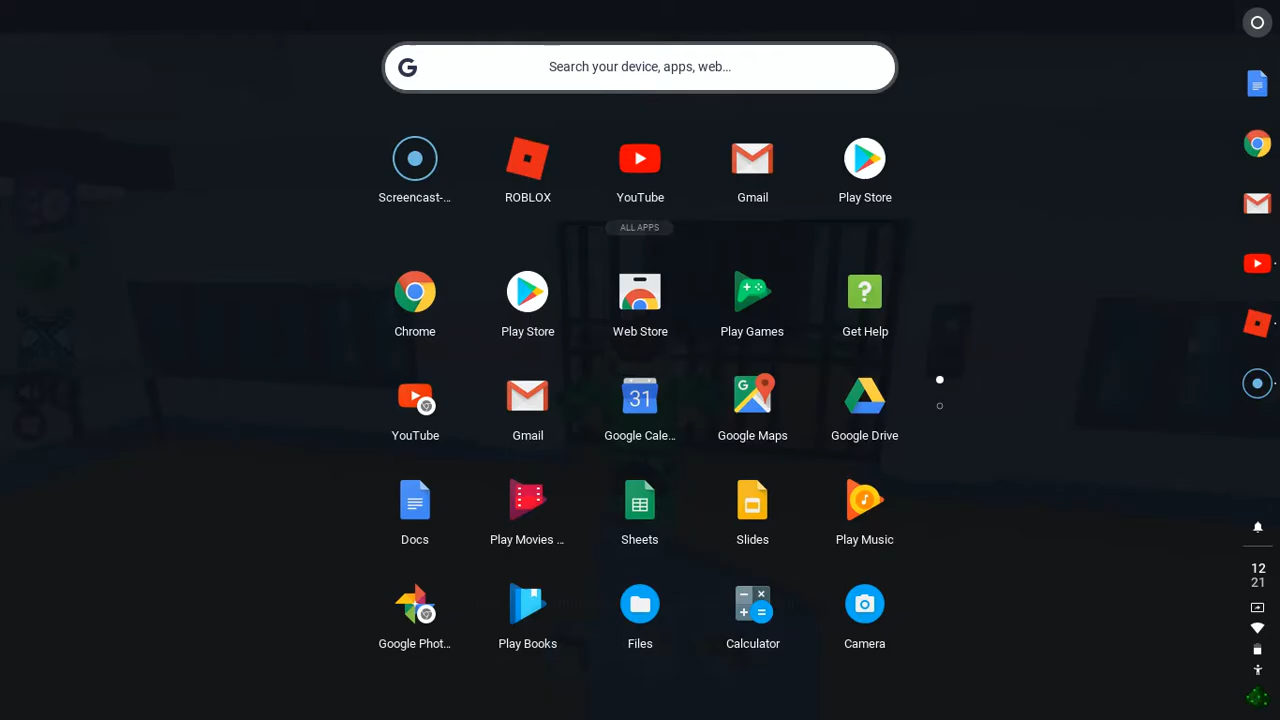 Search your device, apps, web...
Screencast-...
ROBLOX
YouTube
Gmail
Play Store
ALL APPS
Chrome
Play Store
Web Store
Play Games
Get Help
YouTube
Gmail
31
Google Cale...
Google Maps
Google Drive
Docs
Play Movies ...
Sheets
Slides
Play Music
Google Phot...
Play Books
Files
Calculator
Camera
12
21